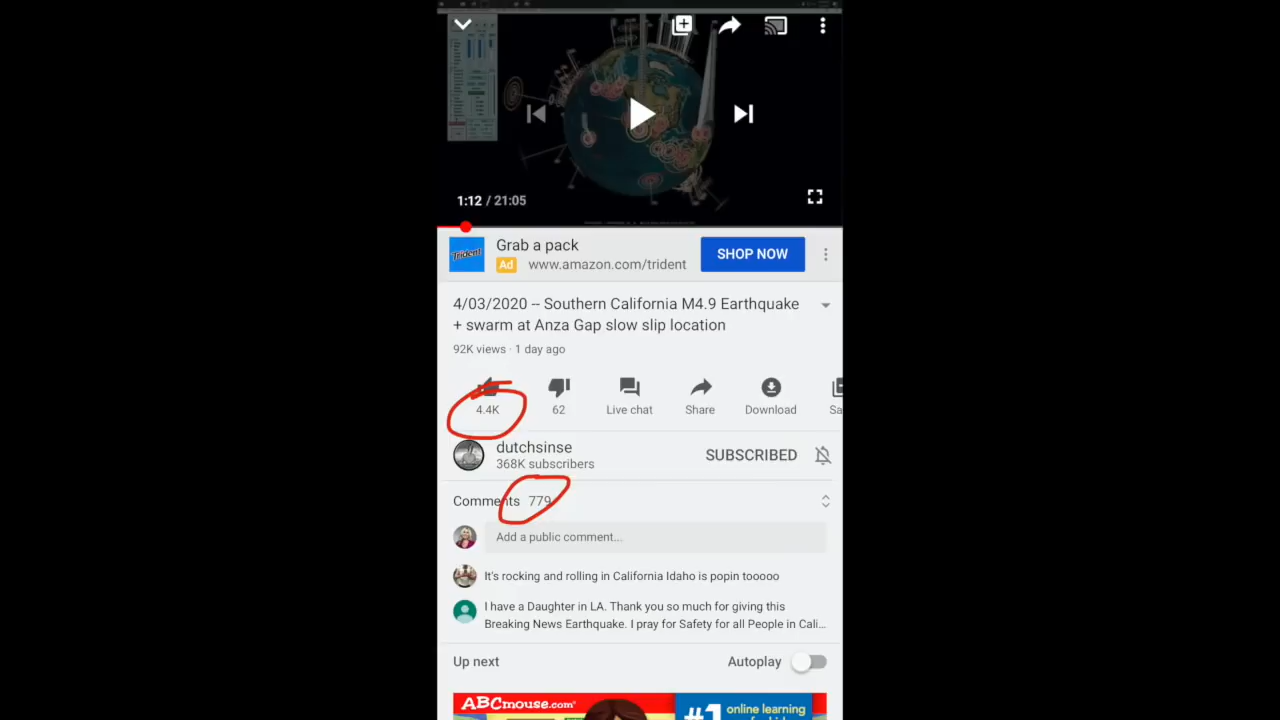 1:12 / 21:05
Trident
Grab a pack
Ad www.amazon.com/trident
SHOP NOW
4/03/2020 -- Southern California M4.9 Earthquake
+ swarm at Anza Gap slow slip location
92K views · 1 day ago
4.4K
62
Live chat
Share
Download
Sa
dutchsinse
368K subscribers
SUBSCRIBED
Comments 779
Add a public comment...
It's rocking and rolling in California Idaho is popin tooooo
I have a Daughter in LA. Thank you so much for giving this
Breaking News Earthquake. I pray for Safety for all People in Cali...
Up next
Autoplay
ABCmouse.com
#1 online learning